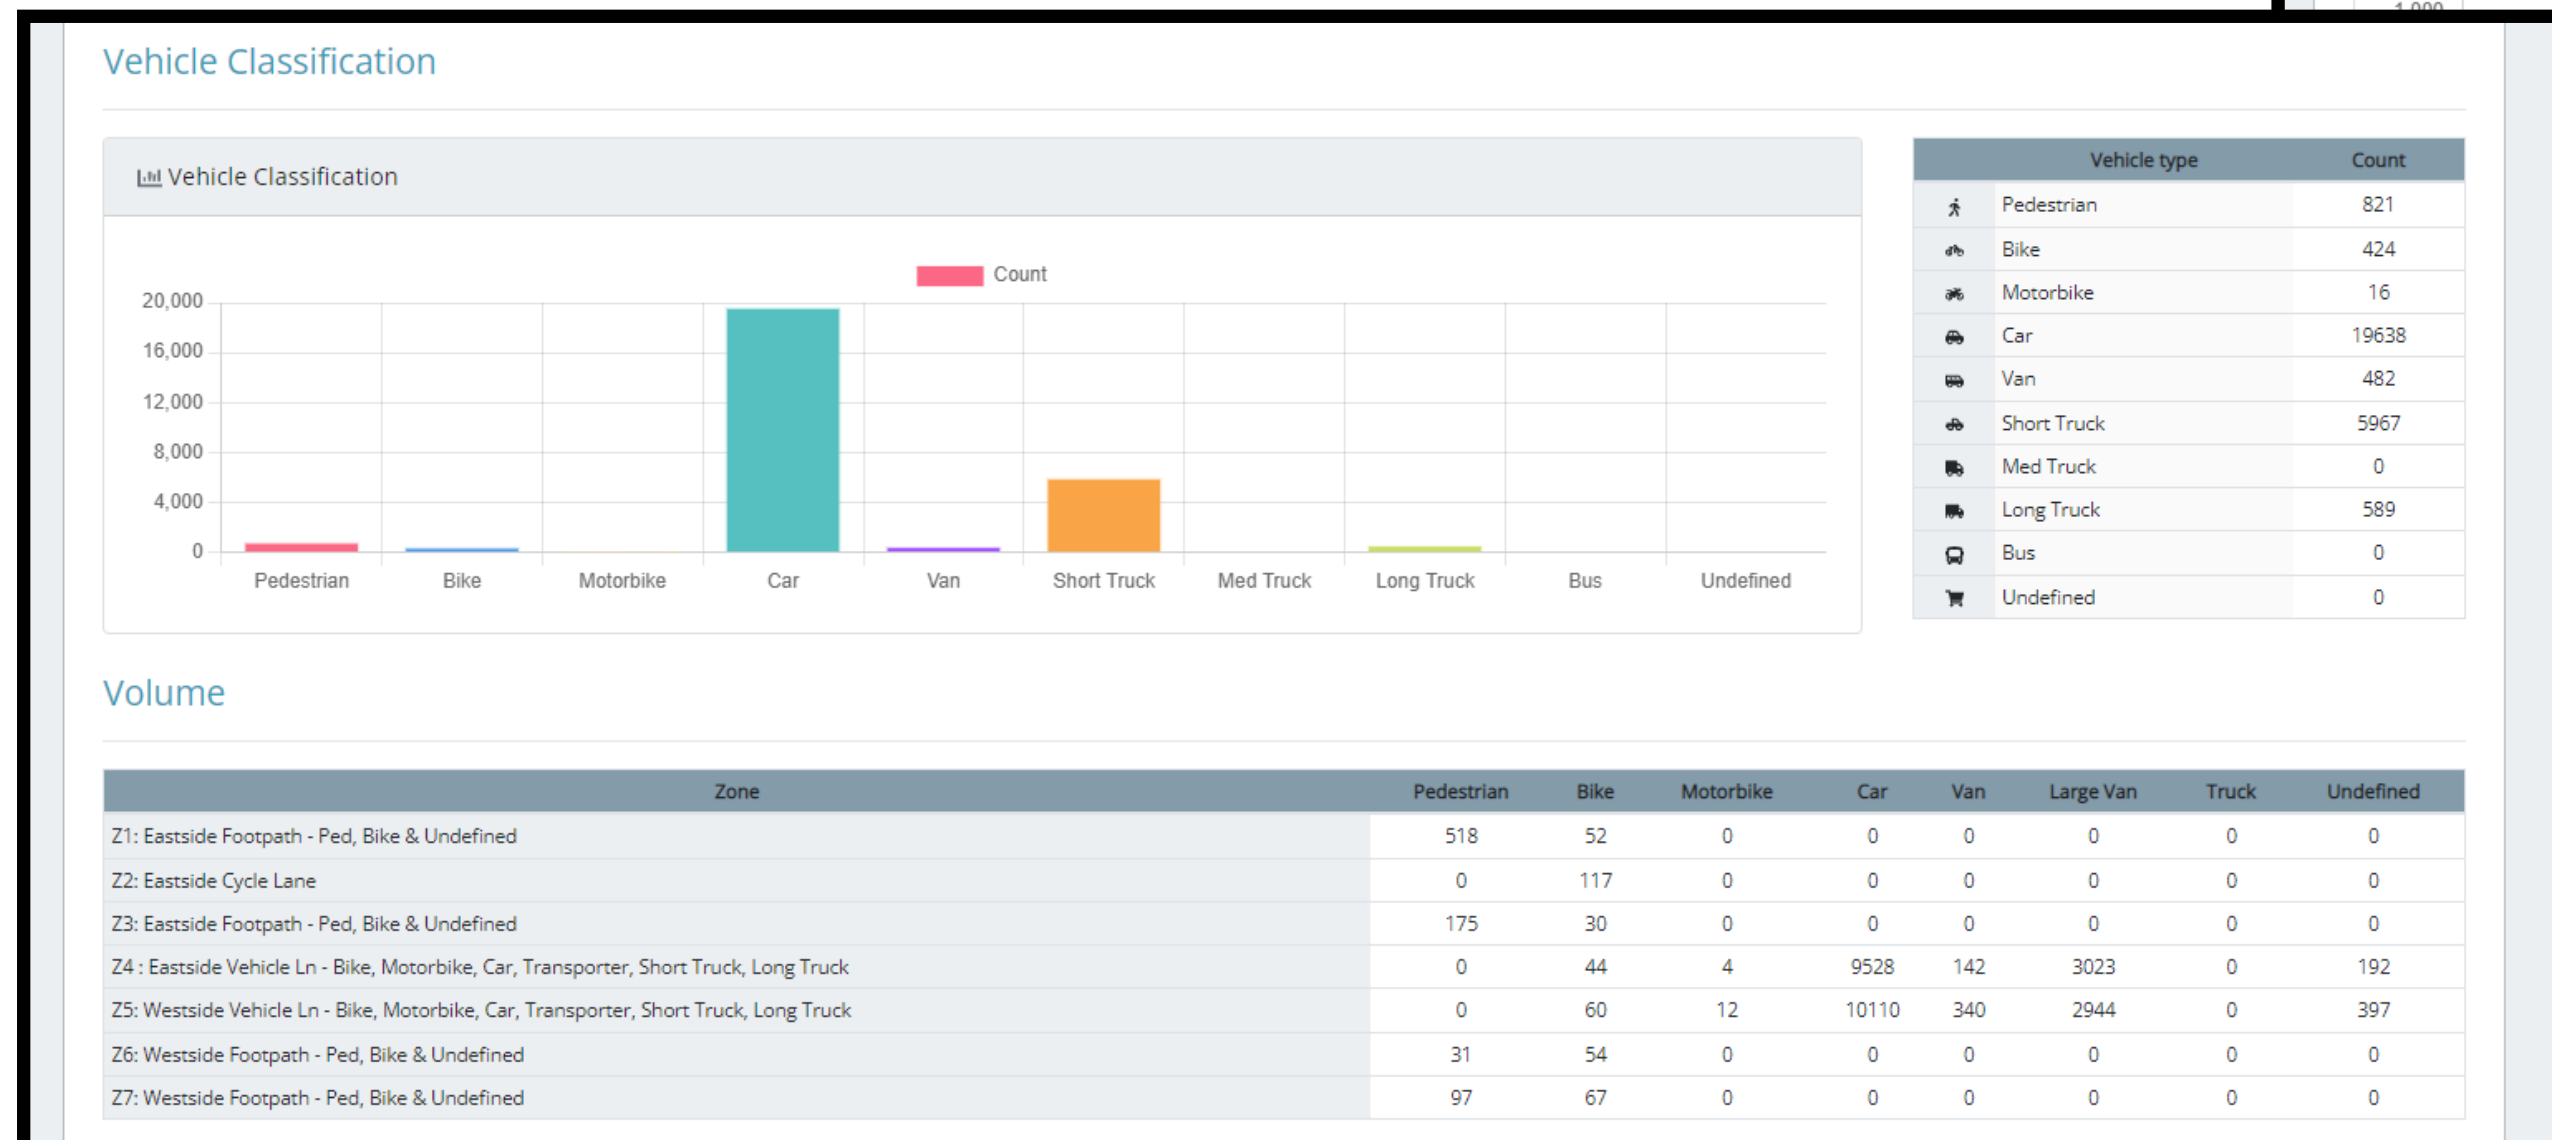 1,000
Vehicle Classification
Vehicle Classification
Count
20,000
16,000
12,000
8,000
4,000
0
Pedestrian Bike Motorbike Car Van Short Truck Med Truck Long Truck Bus Undefined
Vehicle type Count
Pedestrian 821
Bike 424
Motorbike 16
Car 19638
Van 482
Short Truck 5967
Med Truck 0
Long Truck 589
Bus 0
Undefined 0
Volume
Zone Pedestrian Bike Motorbike Car Van Large Van Truck Undefined
Z1: Eastside Footpath - Ped, Bike & Undefined 518 52 0 0 0 0 0 0
Z2: Eastside Cycle Lane 0 117 0 0 0 0 0 0
Z3: Eastside Footpath - Ped, Bike & Undefined 175 30 0 0 0 0 0 0
Z4 : Eastside Vehicle Ln - Bike, Motorbike, Car, Transporter, Short Truck, Long Truck 0 44 4 9528 142 3023 0 192
Z5: Westside Vehicle Ln - Bike, Motorbike, Car, Transporter, Short Truck, Long Truck 0 60 12 10110 340 2944 0 397
Z6: Westside Footpath - Ped, Bike & Undefined 31 54 0 0 0 0 0 0
Z7: Westside Footpath - Ped, Bike & Undefined 97 67 0 0 0 0 0 0